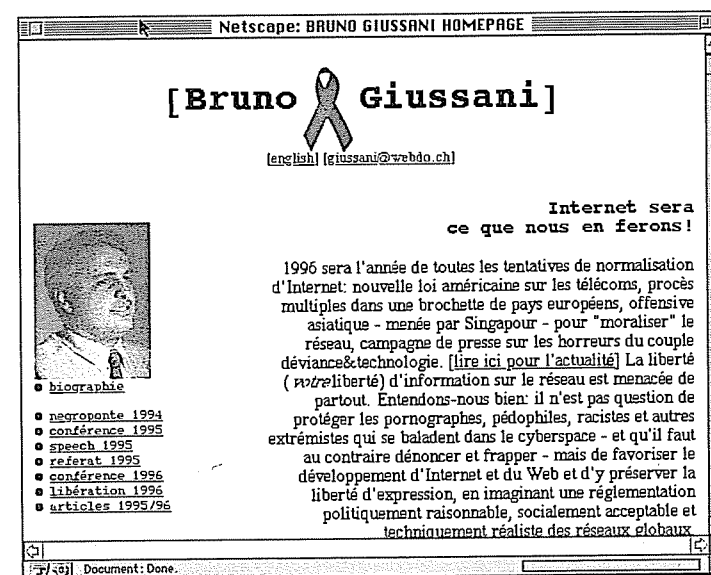 Netscape: BRUNO GIUSSANI HOMEPAGE
[Bruno Giussani]
[english] [giussani@webdo.ch]
Internet sera
ce que nous en ferons!
1996 sera l'année de toutes les tentatives de normalisation
d'Internet: nouvelle loi américaine sur les télécoms, procès
multiples dans une brochette de pays européens, offensive
asiatique - menée par Singapour - pour "moraliser" le
réseau, campagne de presse sur les horreurs du couple
déviance&technologie. [lire ici pour l'actualité] La liberté
( notre liberté) d'information sur le réseau est menacée de
partout. Entendons-nous bien: il n'est pas question de
protéger les pornographes, pédophiles, racistes et autres
extrémistes qui se baladent dans le cyberspace - et qu'il faut
au contraire dénoncer et frapper - mais de favoriser le
développement d'Internet et du Web et d'y préserver la
liberté d'expression, en imaginant une réglementation
politiquement raisonnable, socialement acceptable et
techniquement réaliste des réseaux globaux
biographie
negroponte 1994
conférence 1995
speech 1995
referat 1995
conférence 1996
libération 1996
articles 1995/96
Document: Done.